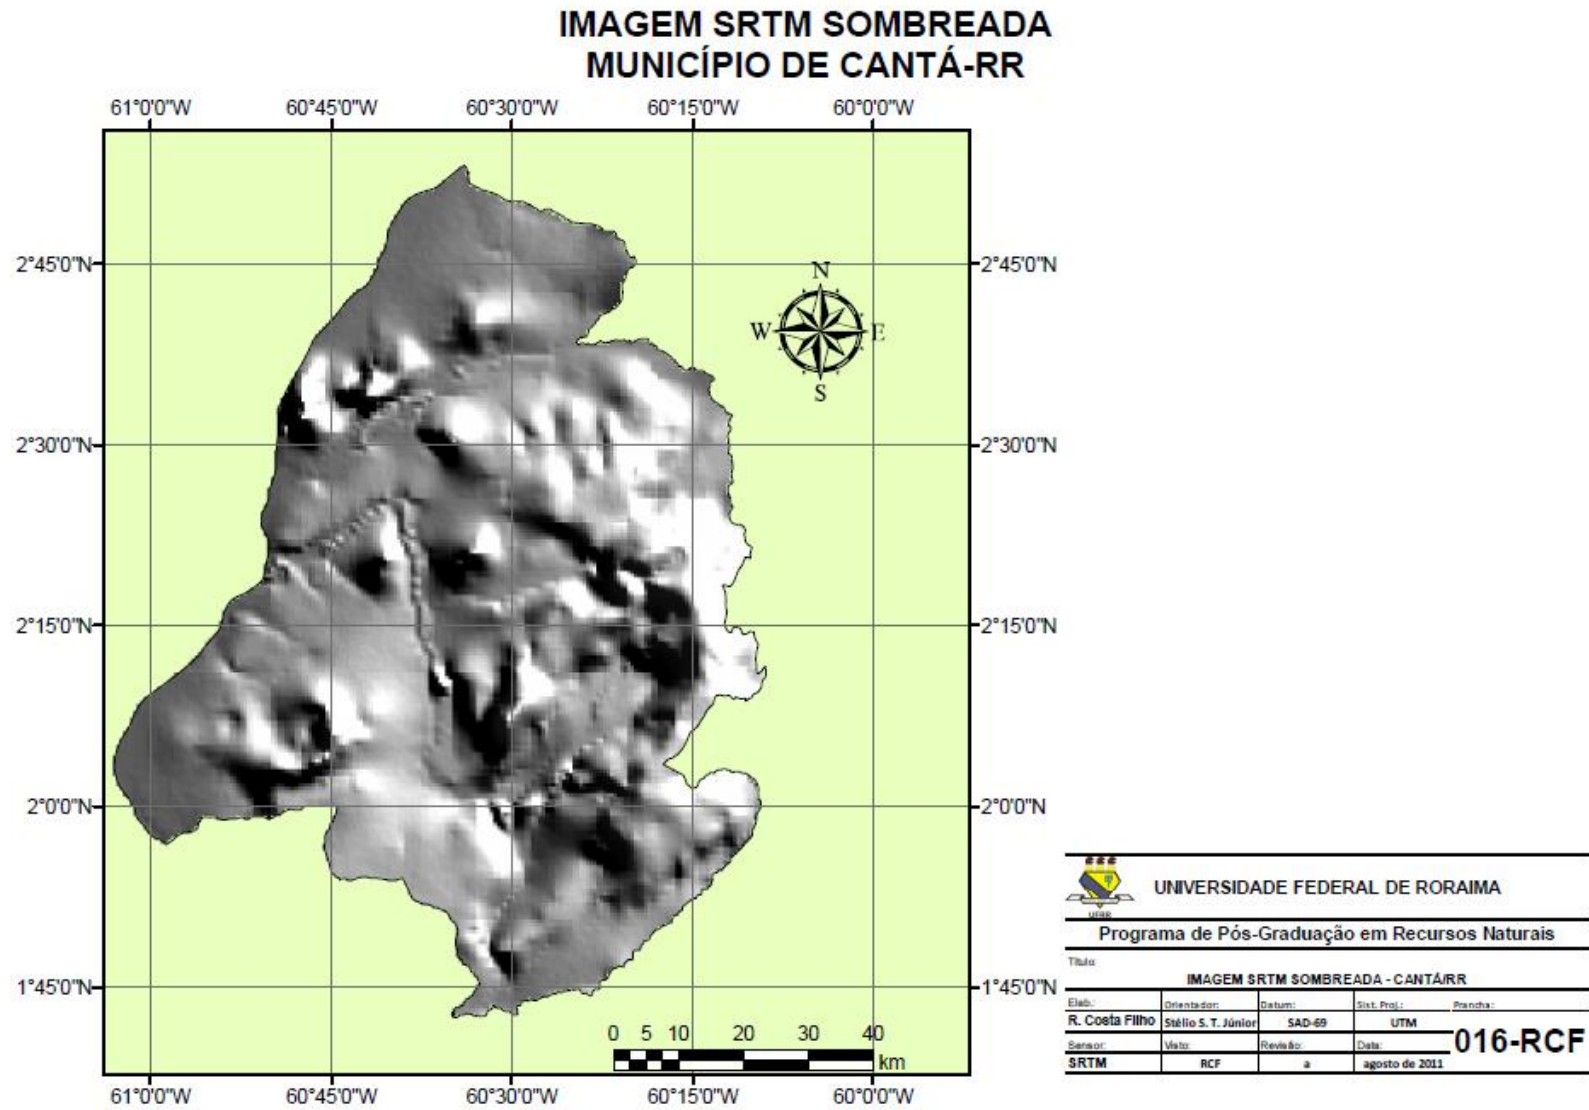 IMAGEM SRTM SOMBREADA
MUNICÍPIO DE CANTÁ-RR
61°0'0"W 60°45'0"W 60°30'0"W 60°15'0"W 60°0'0"W
2°45'0"N 2°45'0"N
N
W E
S
2°30'0"N 2°30'0"N
2°15'0"N 2°15'0"N
2°0'0"N 2°0'0"N
1°45'0"N 1°45'0"N
0 5 10 20 30 40
km
61°0'0"W 60°45'0"W 60°30'0"W 60°15'0"W 60°0'0"W
UFRR
UNIVERSIDADE FEDERAL DE RORAIMA
Programa de Pós-Graduação em Recursos Naturais
Título:
IMAGEM SRTM SOMBREADA - CANTÁ/RR
Elab.: Orientador: Datum: Sist. Proj.: Prancha:
R. Costa Filho Stélio S. T. Júnior SAD-69 UTM 016-RCF
Sensor: Visto: Revisão: Data:
SRTM RCF a agosto de 2011